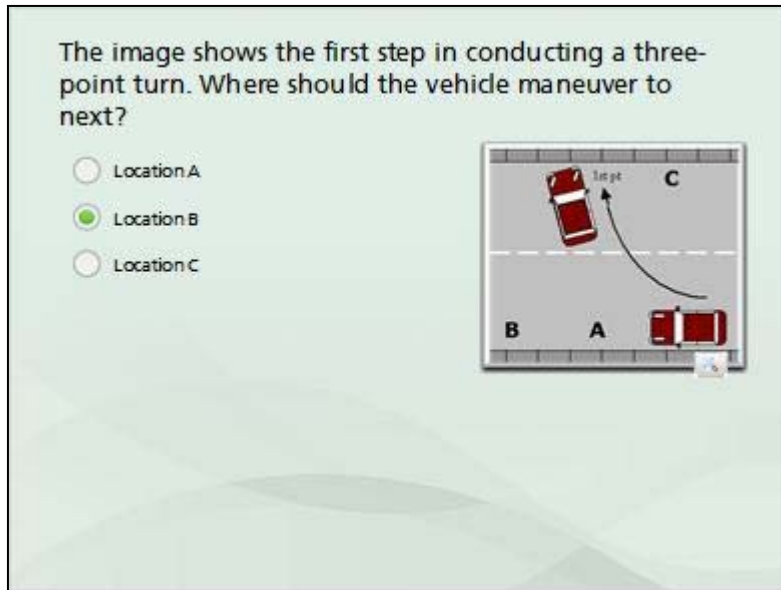 The image shows the first step in conducting a three-
point turn. Where should the vehicle maneuver to
next?
Location A
Location B
Location C
1st pt
C
B
A